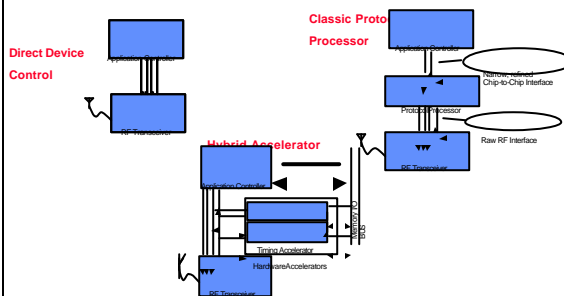 Direct Device
Control
Application Controller
RF Transceiver
Classic Proto
Processor
Application Controller
Narrow, refined
Chip-to-Chip Interface
Protocol Processor
Raw RF Interface
RF Transceiver
Hybrid Accelerator
Application Controller
Memory I/O
BUS
Timing Accelerator
HardwareAccelerators
RF Transceiver